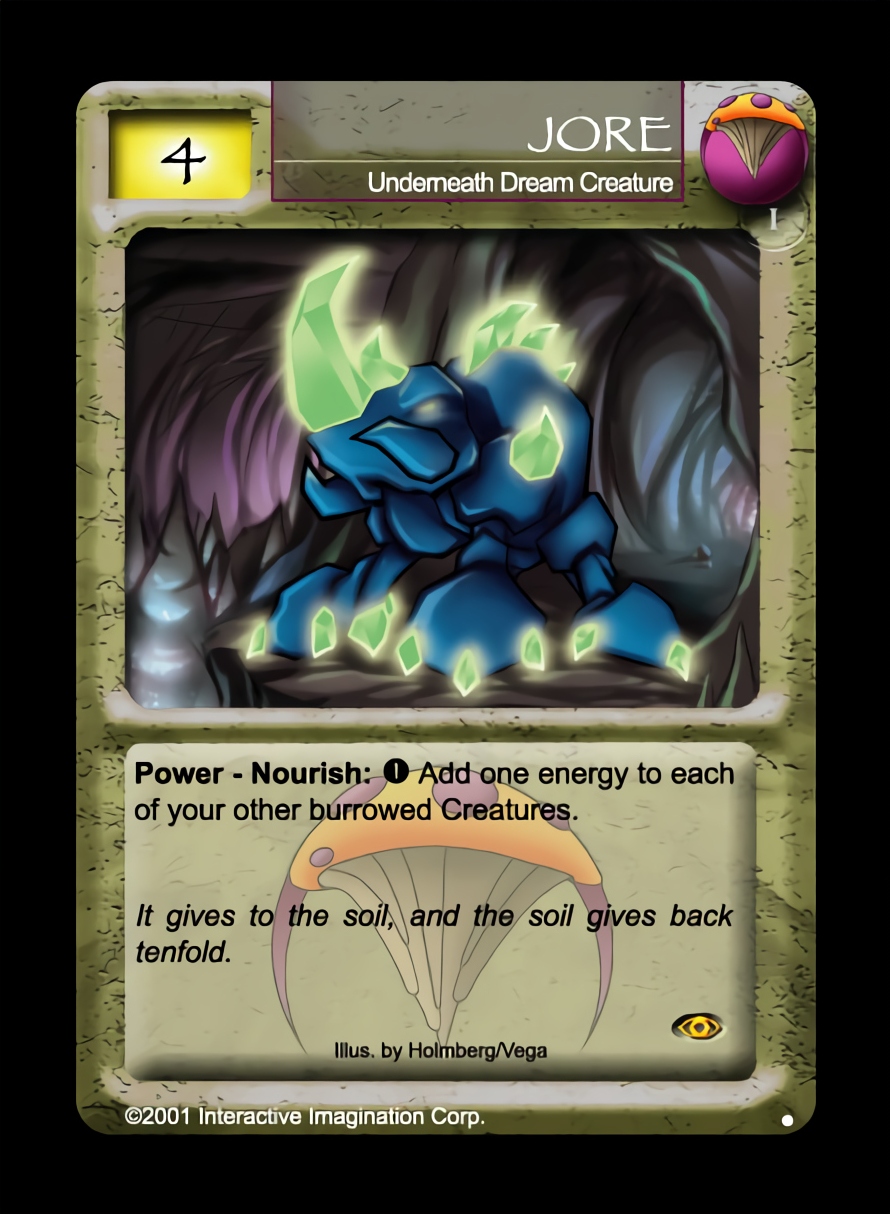 4
JORE
Underneath Dream Creature
I
Power - Nourish: I Add one energy to each
of your other burrowed Creatures.
It gives to the soil, and the soil gives back
tenfold.
Illus. by Holmberg/Vega
©2001 Interactive Imagination Corp.